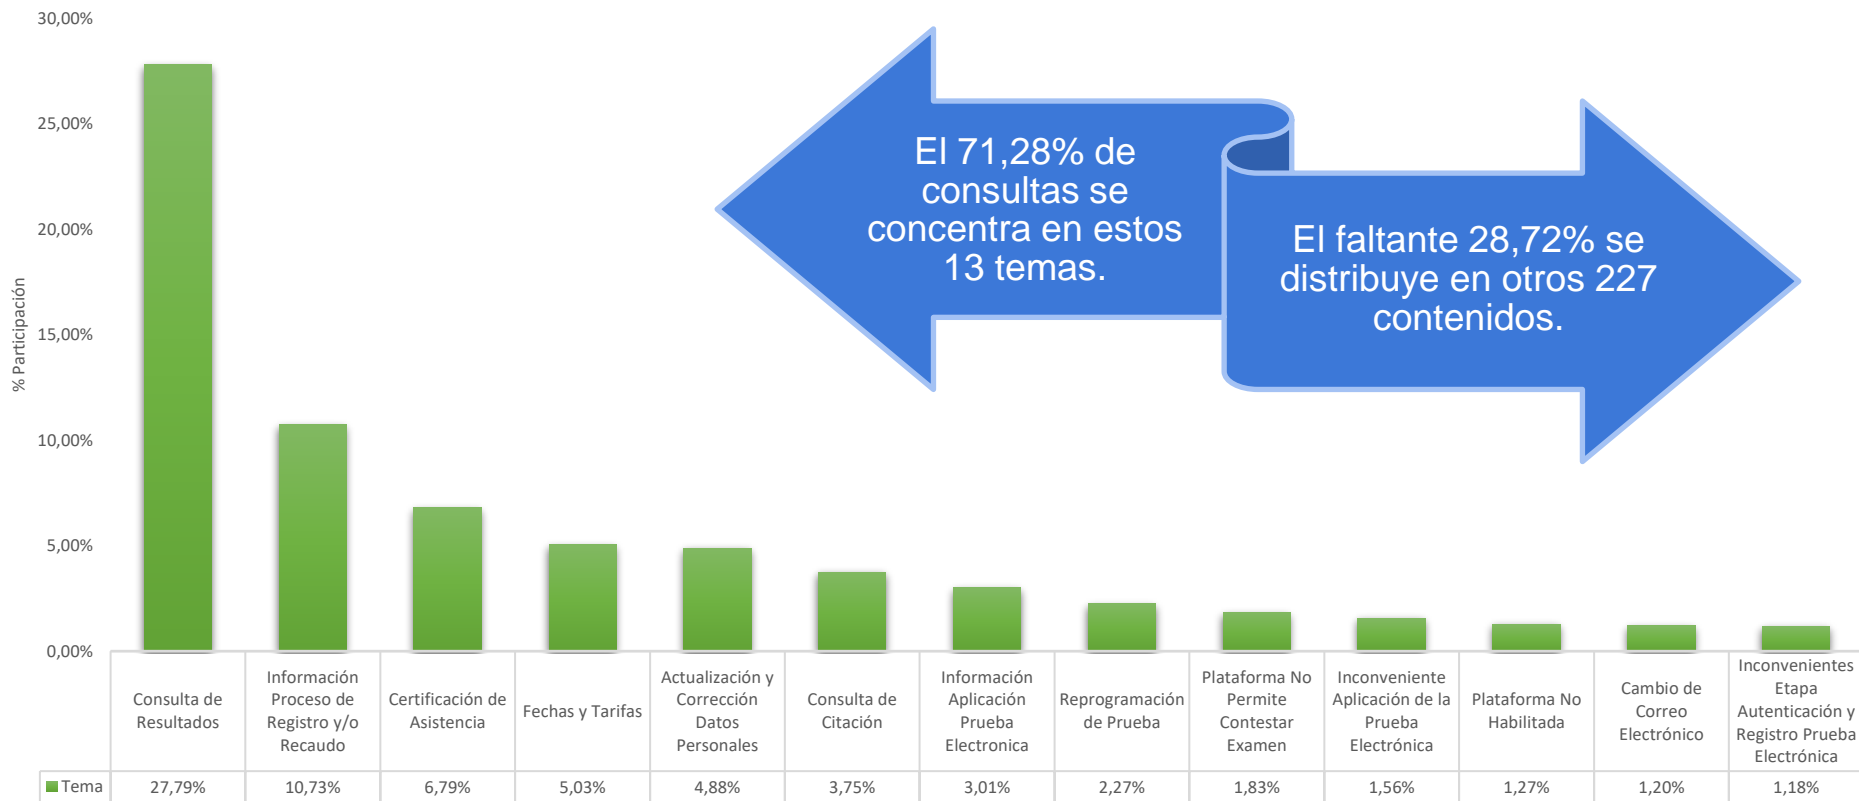 30,00%
25,00%
20,00%
15,00%
10,00%
5,00%
0,00%
% Participación
El 71,28% de
consultas se
concentra en estos
13 temas.
El faltante 28,72% se
distribuye en otros 227
contenidos.
Consulta de
Resultados
Información
Proceso de
Registro y/o
Recaudo
Certificación de
Asistencia
Fechas y Tarifas
Actualización y
Corrección
Datos
Personales
Consulta de
Citación
Información
Aplicación
Prueba
Electronica
Reprogramación
de Prueba
Plataforma No
Permite
Contestar
Examen
Inconveniente
Aplicación de la
Prueba
Electrónica
Plataforma No
Habilitada
Cambio de
Correo
Electrónico
Inconvenientes
Etapa
Autenticación y
Registro Prueba
Electrónica
Tema 27,79% 10,73% 6,79% 5,03% 4,88% 3,75% 3,01% 2,27% 1,83% 1,56% 1,27% 1,20% 1,18%